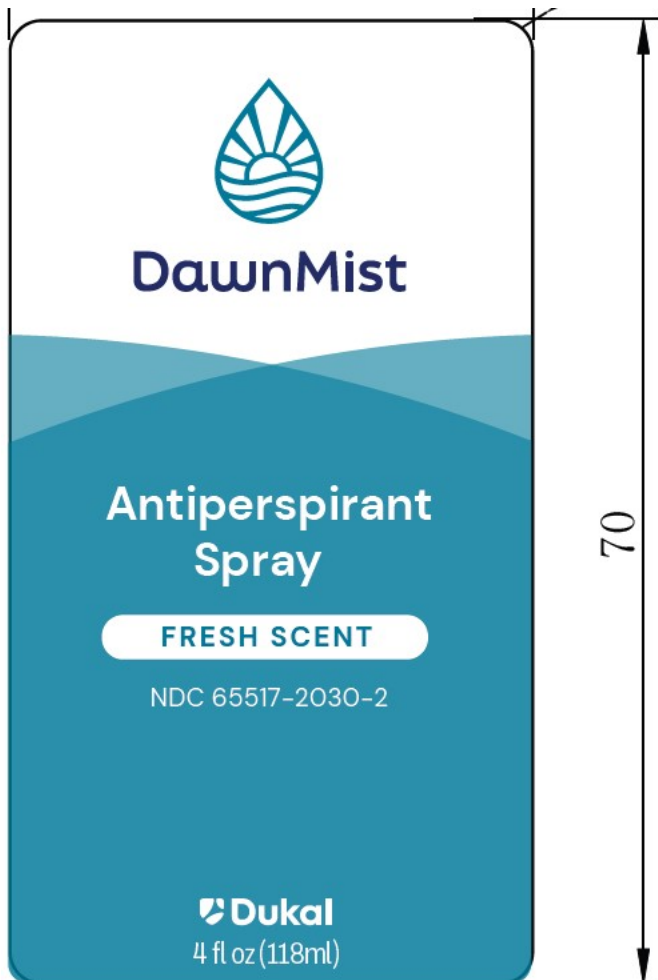 DawnMist
Antiperspirant
Spray
FRESH SCENT
NDC 65517-2030-2
Dukal
4 fl oz (118ml)
70